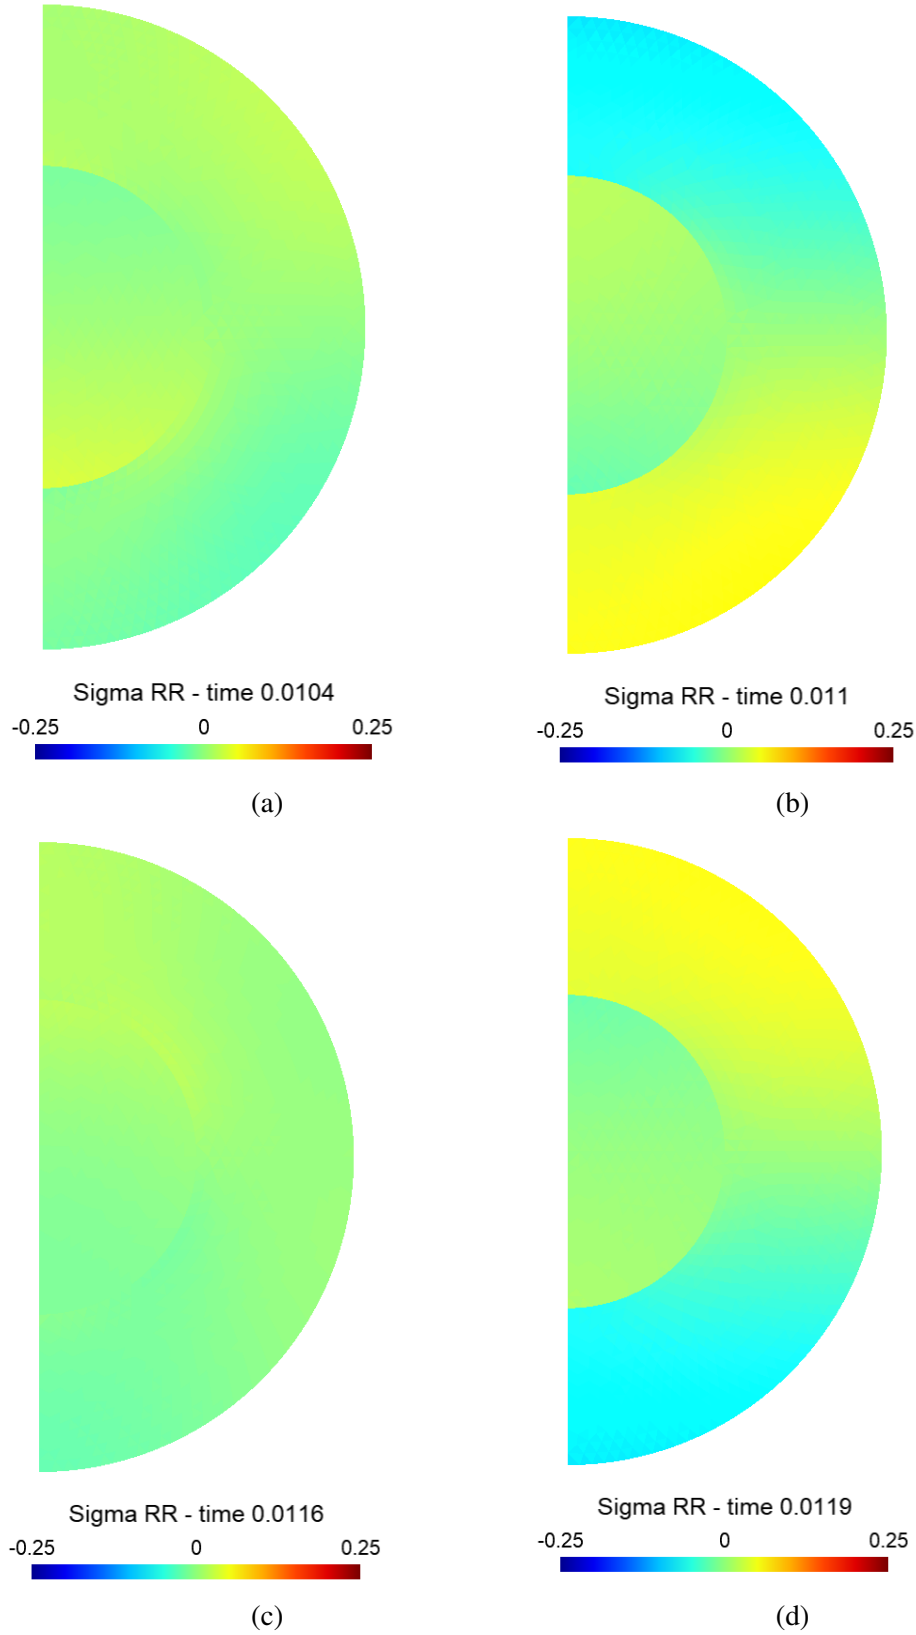 Sigma RR - time 0.0104
-0.25 0 0.25
(a)
Sigma RR - time 0.011
-0.25 0 0.25
(b)
Sigma RR - time 0.0116
-0.25 0 0.25
(c)
Sigma RR - time 0.0119
-0.25 0 0.25
(d)